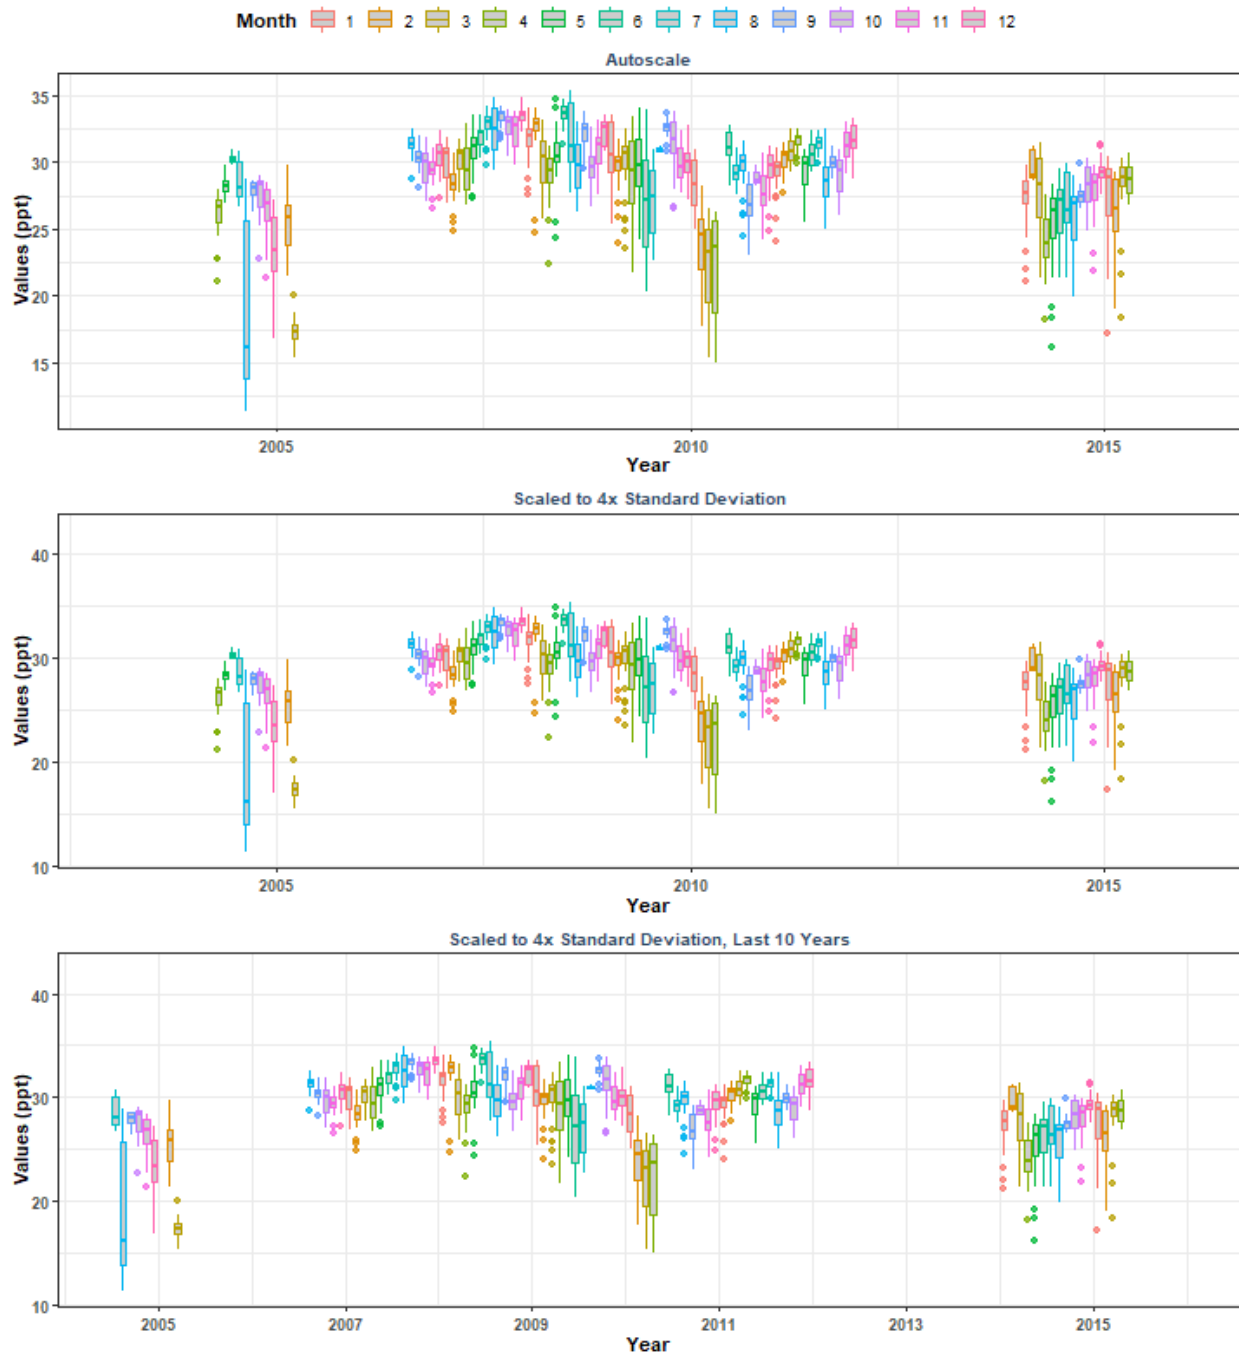 Month 1 2 3 4 5 6 7 8 9 10 11 12
Autoscale
Values (ppt)
35
30
25
20
15
2005 2010 2015
Year
Scaled to 4x Standard Deviation
Values (ppt)
40
30
20
10
2005 2010 2015
Year
Scaled to 4x Standard Deviation, Last 10 Years
Values (ppt)
40
30
20
10
2005 2007 2009 2011 2013 2015
Year